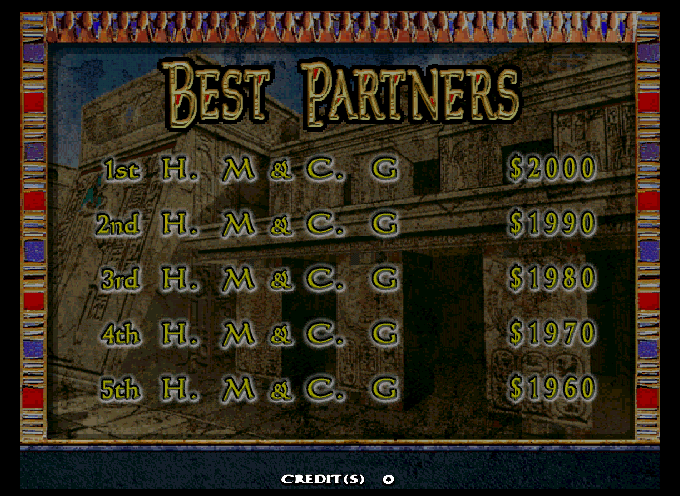 BEST PARTNERS
1st H. M & C. G $2000
2nd H. M & C. G $1990
3rd H. M & C. G $1980
4th H. M & C. G $1970
5th H. M & C. G $1960
CREDIT(S) 0